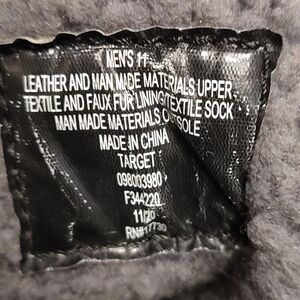 MEN'S 11
LEATHER AND MAN MADE MATERIALS UPPER
TEXTILE AND FAUX FUR LINING/TEXTILE SOCK
MAN MADE MATERIALS OUTSOLE
MADE IN CHINA
TARGET
098003980
F344220
11/20
RN#17730